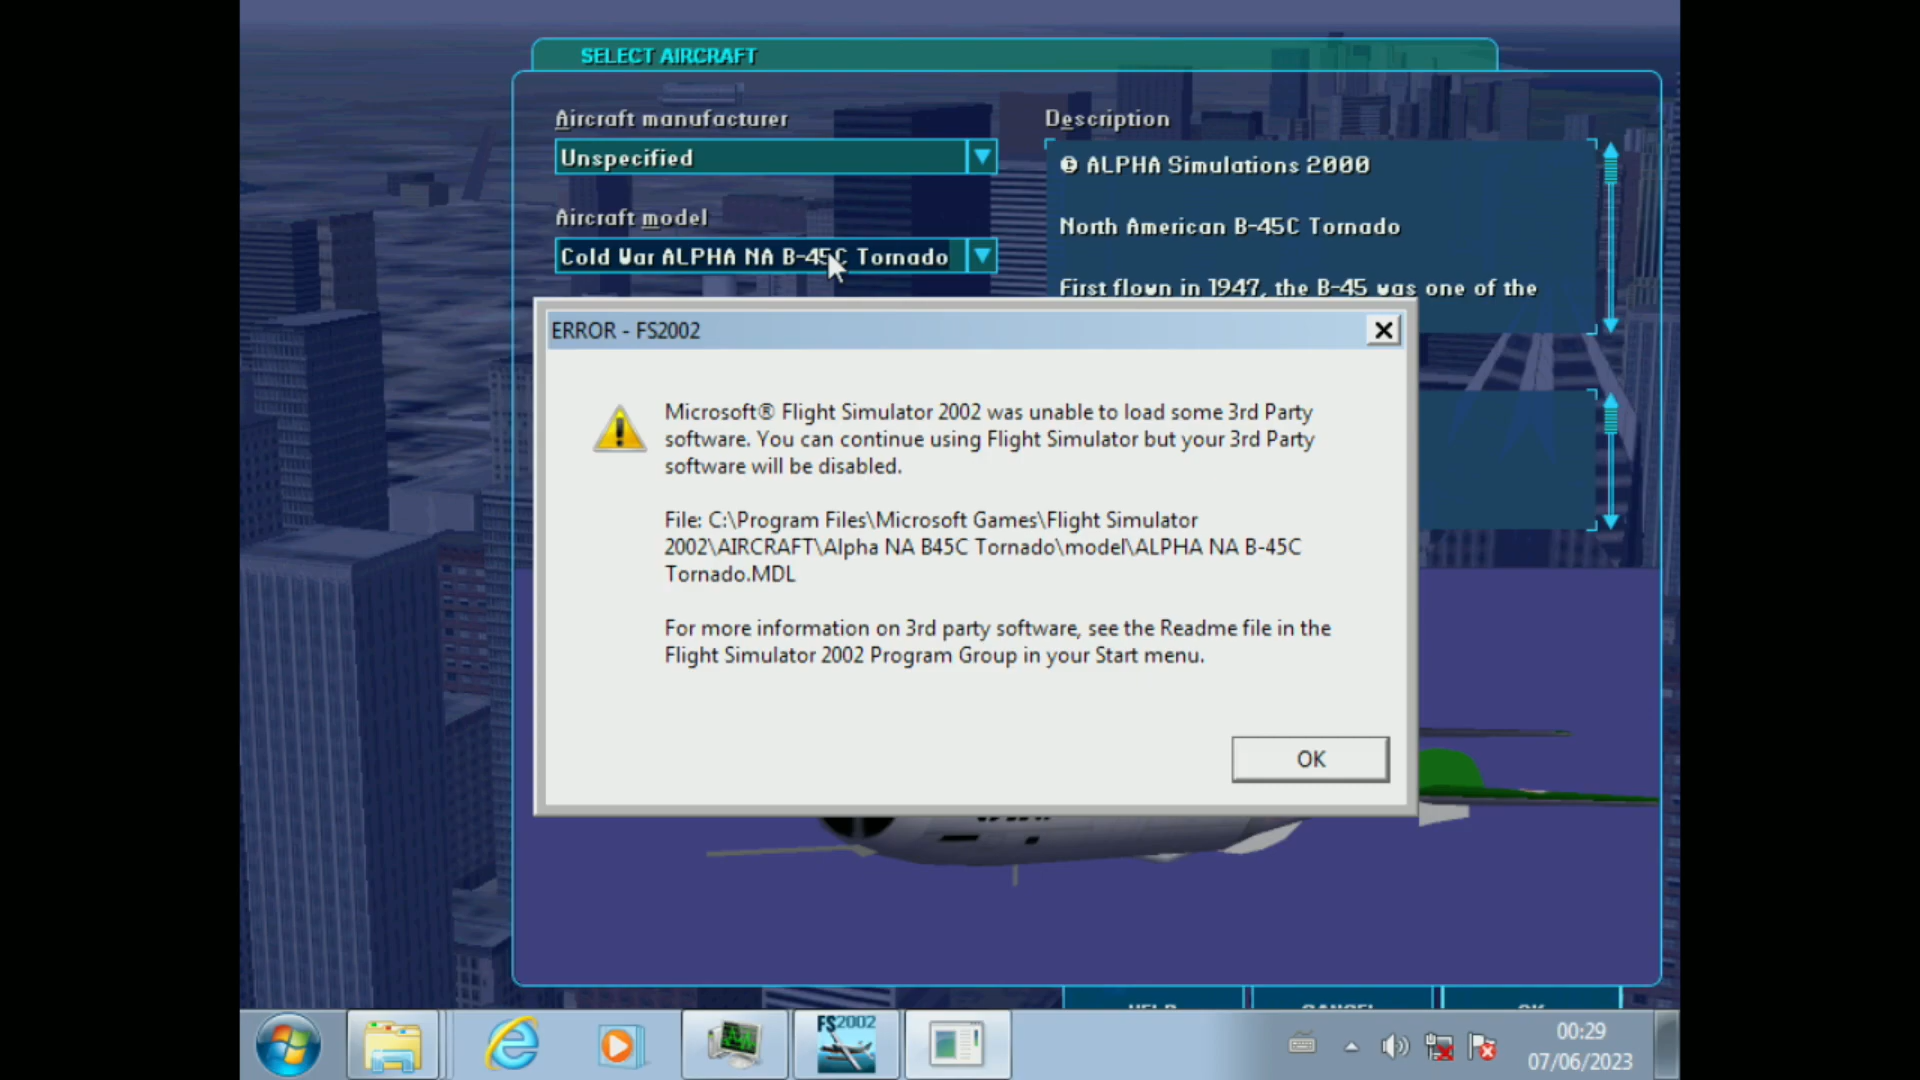 SELECT AIRCRAFT
Aircraft manufacturer
Unspecified
Aircraft model
Cold War ALPHA NA B-45C Tornado
Description
ALPHA Simulations 2000
North American B-45C Tornado
First flown in 1947, the B-45 was one of the
ERROR - FS2002
Microsoft® Flight Simulator 2002 was unable to load some 3rd Party
software. You can continue using Flight Simulator but your 3rd Party
software will be disabled.
File: C:\Program Files\Microsoft Games\Flight Simulator
2002\AIRCRAFT\Alpha NA B45C Tornado\model\ALPHA NA B-45C
Tornado.MDL
For more information on 3rd party software, see the Readme file in the
Flight Simulator 2002 Program Group in your Start menu.
OK
HELP
CANCEL
OK
FS2002
00:29
07/06/2023